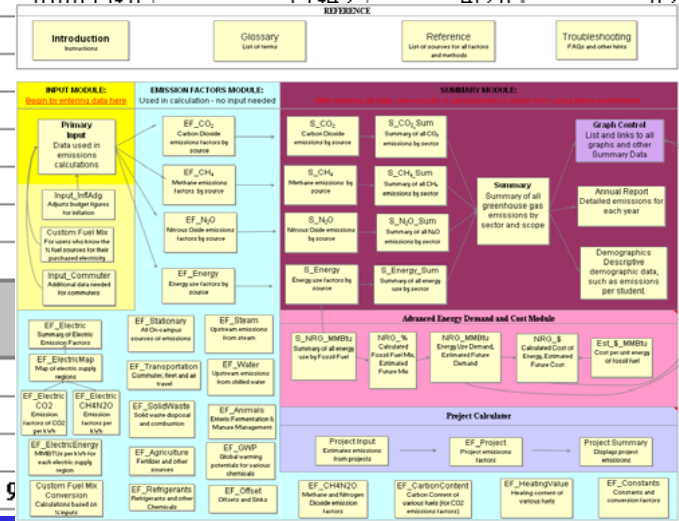 REFERENCE
Introduction
Instructions
Glossary
List of terms
Reference
List of sources for all factors
and methods
Troubleshooting
FAQs and other hints
INPUT MODULE:
Begin by entering data here
EMISSION FACTORS MODULE:
Used in calculation - no input needed
SUMMARY MODULE:
Primary
Input
Data used in
emissions
calculations
Input_InflAdj
Adjusts budget figures
for inflation
Custom Fuel Mix
For users who know the
% fuel sources for their
purchased electricity
Input_Commuter
Additional data needed
for commuters
EF_CO2
Carbon Dioxide
emissions factors by
source
EF_CH4
Methane emissions
factors by source
EF_N2O
Nitrous Oxide emissions
factors by source
EF_Energy
Energy use factors by
source
S_CO2
Carbon Dioxide
emissions by
source
S_CH4
Methane emissions by
source
S_N2O
Nitrous Oxide emissions
by source
S_Energy
Energy use factors by
source
S_CO2_Sum
Summary of all CO2
emissions by sector
S_CH4_Sum
Summary of all CH4
emissions by sector
S_N2O_Sum
Summary of all N2O
emissions by sector
S_Energy_Sum
Summary of all energy
use by sector
Summary
Summary of all
greenhouse gas
emissions by
sector and scope
Graph Control
List and links to all
graphs and other
Summary Data
Annual Report
Detailed emissions for
each year
Demographics
Descriptive
demographic data,
such as emissions
per student.
EF_Electric
Summary of Electric
Emission Factors
EF_ElectricMap
Map of electric supply
regions
EF_Electric
CO2
Emission
factors of CO2
per kWh
EF_Electric
CH4N2O
Emission
factors per
kWh
EF_ElectricEnergy
MMBTUs per kWh for
each electric supply
region
Custom Fuel Mix
Conversion
Calculations based on
% inputs
EF_Stationary
All On-campus
sources of emissions
EF_Transportation
Commuter, fleet and air
travel
EF_SolidWaste
Solid waste disposal
and combustion
EF_Agriculture
Fertilizer and other
sources
EF_Refrigerants
Refrigerants and other
Chemicals
EF_Steam
Upstream emissions
from steam
EF_Water
Upstream emissions
from chilled water
EF_Animals
Enteric Fermentation &
Manure Management
EF_GWP
Global warming
potentials for various
chemicals
EF_Offset
Offsets and Sinks
Advanced Energy Demand and Cost Module
S_NRG_MMBtu
Summary of all energy
use by Fossil Fuel
NRG_%
Calculated
Fossil Fuel Mix,
Estimated
Future Mix
NRG_MMBtu
Energy Use Demand,
Estimated Future
Demand
NRG_$
Calculated Cost of
Energy, Estimated
Future Cost
Est_$_MMBtu
Cost per unit energy
of fossil fuel
Project Calculator
Project Input
Estimates emissions
from projects
EF_Project
Project emissions
factors
Project Summary
Displays project
emissions
EF_CH4N2O
Methane and Nitrogen
Dioxide emission
factors
EF_CarbonContent
Carbon Content of
various fuels (for CO2
emissions factors)
EF_HeatingValue
Heating content of
various fuels
EF_Constants
Constants and
conversion factors